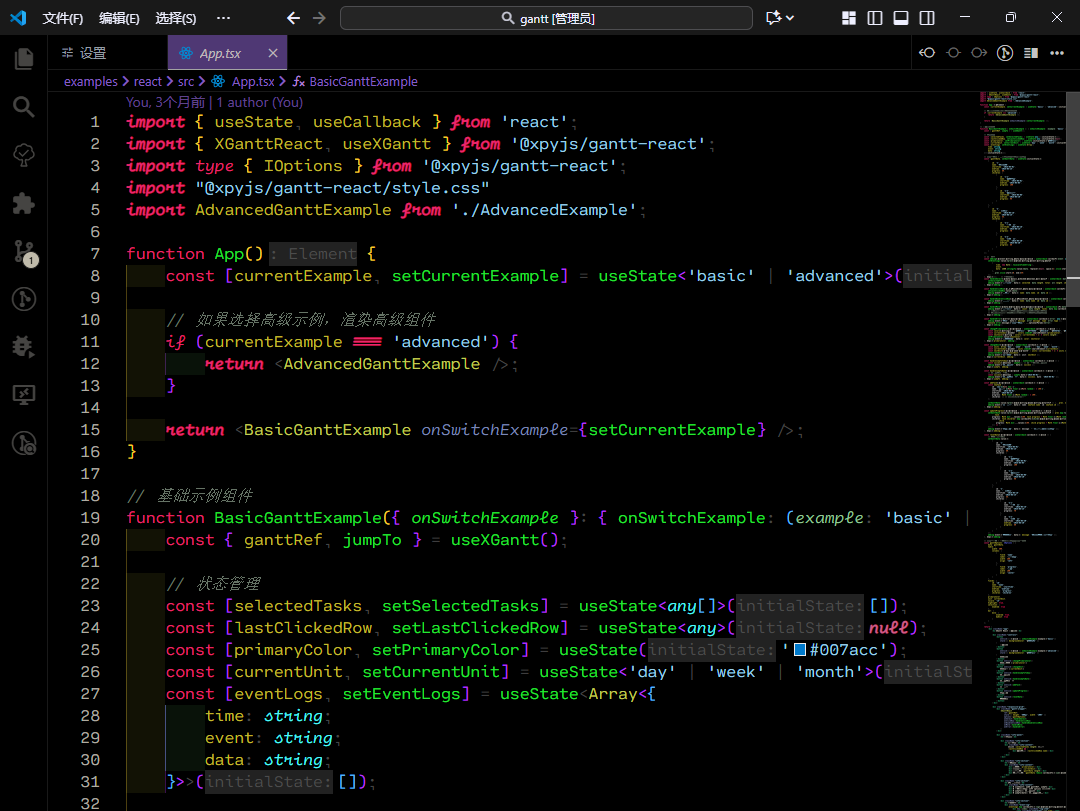 文件(F) 编辑(E) 选择(S) ··· gantt [管理员]
设置 App.tsx
examples > react > src > App.tsx > BasicGanttExample
You, 3个月前 | 1 author (You)
1 import { useState, useCallback } from 'react';
2 import { XGanttReact, useXGantt } from '@xpyjs/gantt-react';
3 import type { IOptions } from '@xpyjs/gantt-react';
4 import "@xpyjs/gantt-react/style.css"
5 import AdvancedGanttExample from './AdvancedExample';
6
7 function App(): Element {
8 const [currentExample, setCurrentExample] = useState<'basic' | 'advanced'>(initial
9
10 // 如果选择高级示例，渲染高级组件
11 if (currentExample === 'advanced') {
12 return <AdvancedGanttExample />;
13 }
14
15 return <BasicGanttExample onSwitchExample={setCurrentExample} />;
16 }
17
18 // 基础示例组件
19 function BasicGanttExample({ onSwitchExample }: { onSwitchExample: (example: 'basic' |
20 const { ganttRef, jumpTo } = useXGantt();
21
22 // 状态管理
23 const [selectedTasks, setSelectedTasks] = useState<any[]>(initialState: []);
24 const [lastClickedRow, setLastClickedRow] = useState<any>(initialState: null);
25 const [primaryColor, setPrimaryColor] = useState(initialState: '#007acc');
26 const [currentUnit, setCurrentUnit] = useState<'day' | 'week' | 'month'>(initialSt
27 const [eventLogs, setEventLogs] = useState<Array<{
28 time: string;
29 event: string;
30 data: string;
31 }>>(initialState: []);
32
1